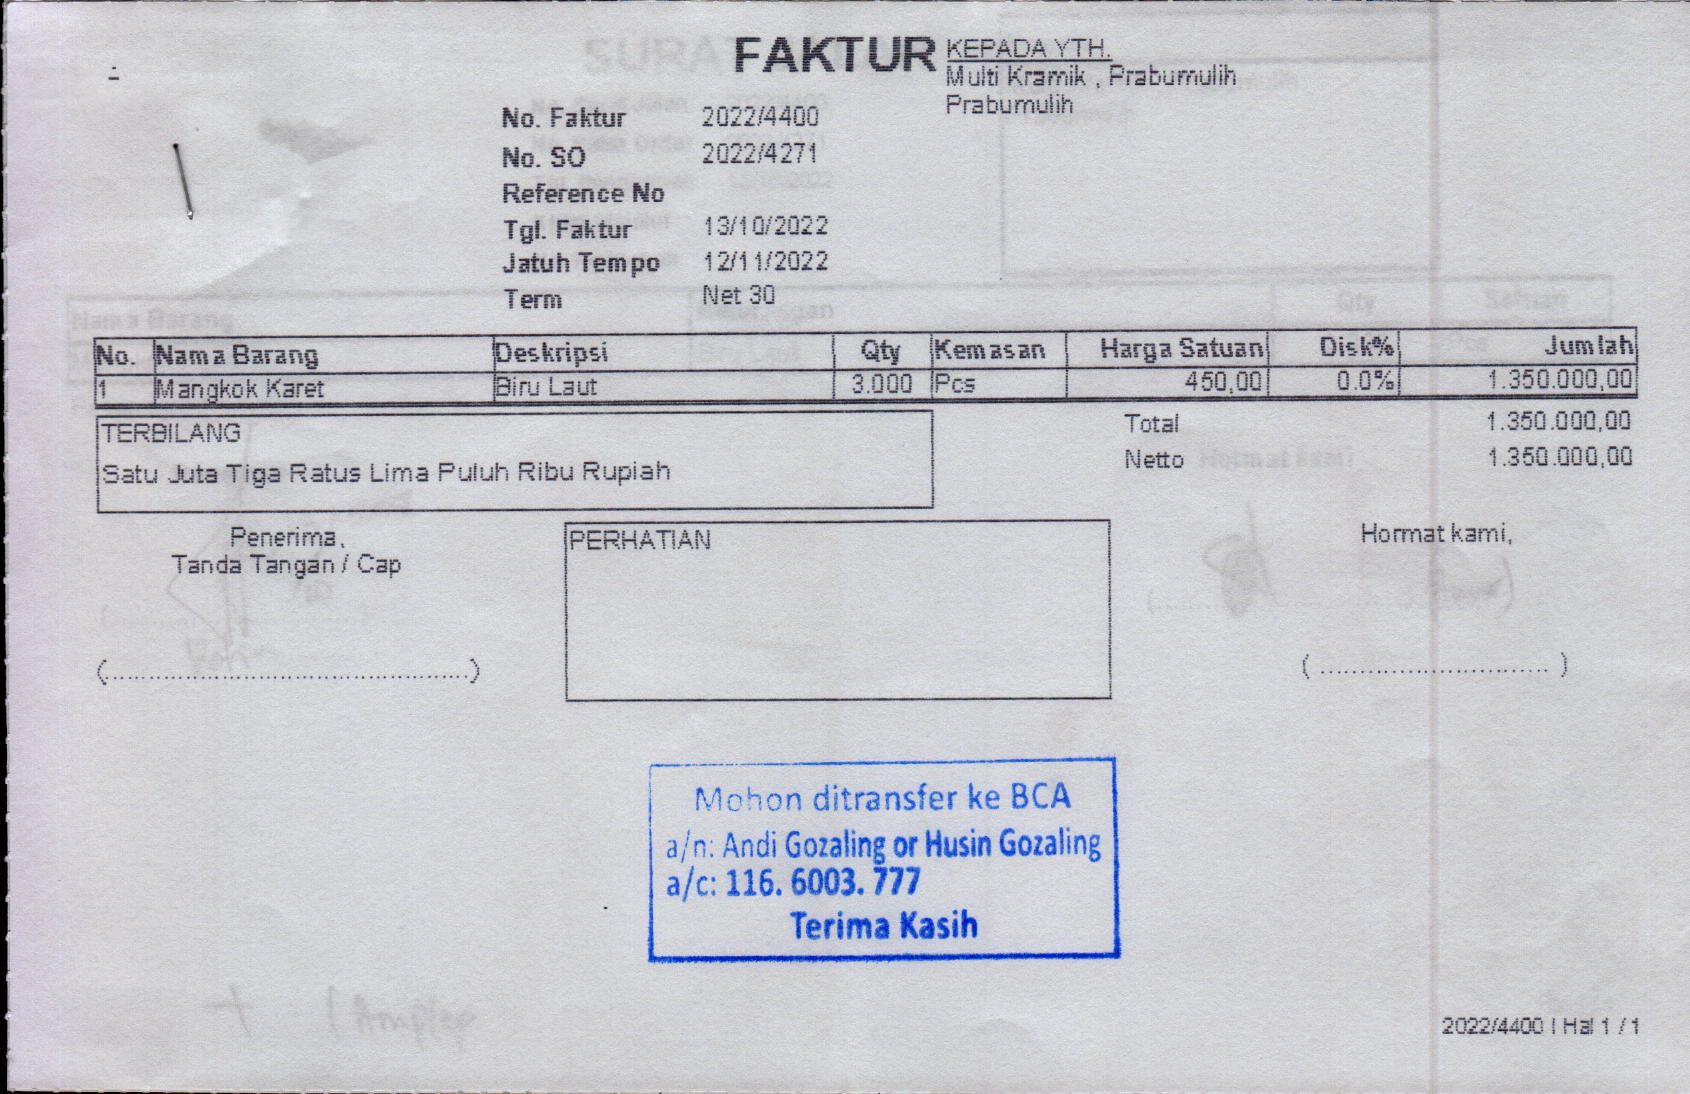 FAKTUR
KEPADA YTH.
Multi Kramik , Prabumulih
Prabumulih
No. Faktur 2022/4400
No. SO 2022/4271
Reference No
Tgl. Faktur 13/10/2022
Jatuh Tempo 12/11/2022
Term Net 30
No. Nama Barang Deskripsi Qty Kemasan Harga Satuan Disk% Jumlah
1 Mangkok Karet Biru Laut 3.000 Pcs 450,00 0.0% 1.350.000,00
TERBILANG
Satu Juta Tiga Ratus Lima Puluh Ribu Rupiah
Total 1.350.000,00
Netto 1.350.000,00
Penerima,
Tanda Tangan / Cap
PERHATIAN
Hormat kami,
(..............................................)
( ............................. )
Mohon ditransfer ke BCA
a/n: Andi Gozaling or Husin Gozaling
a/c: 116. 6003. 777
Terima Kasih
2022/4400 | Hal 1 / 1